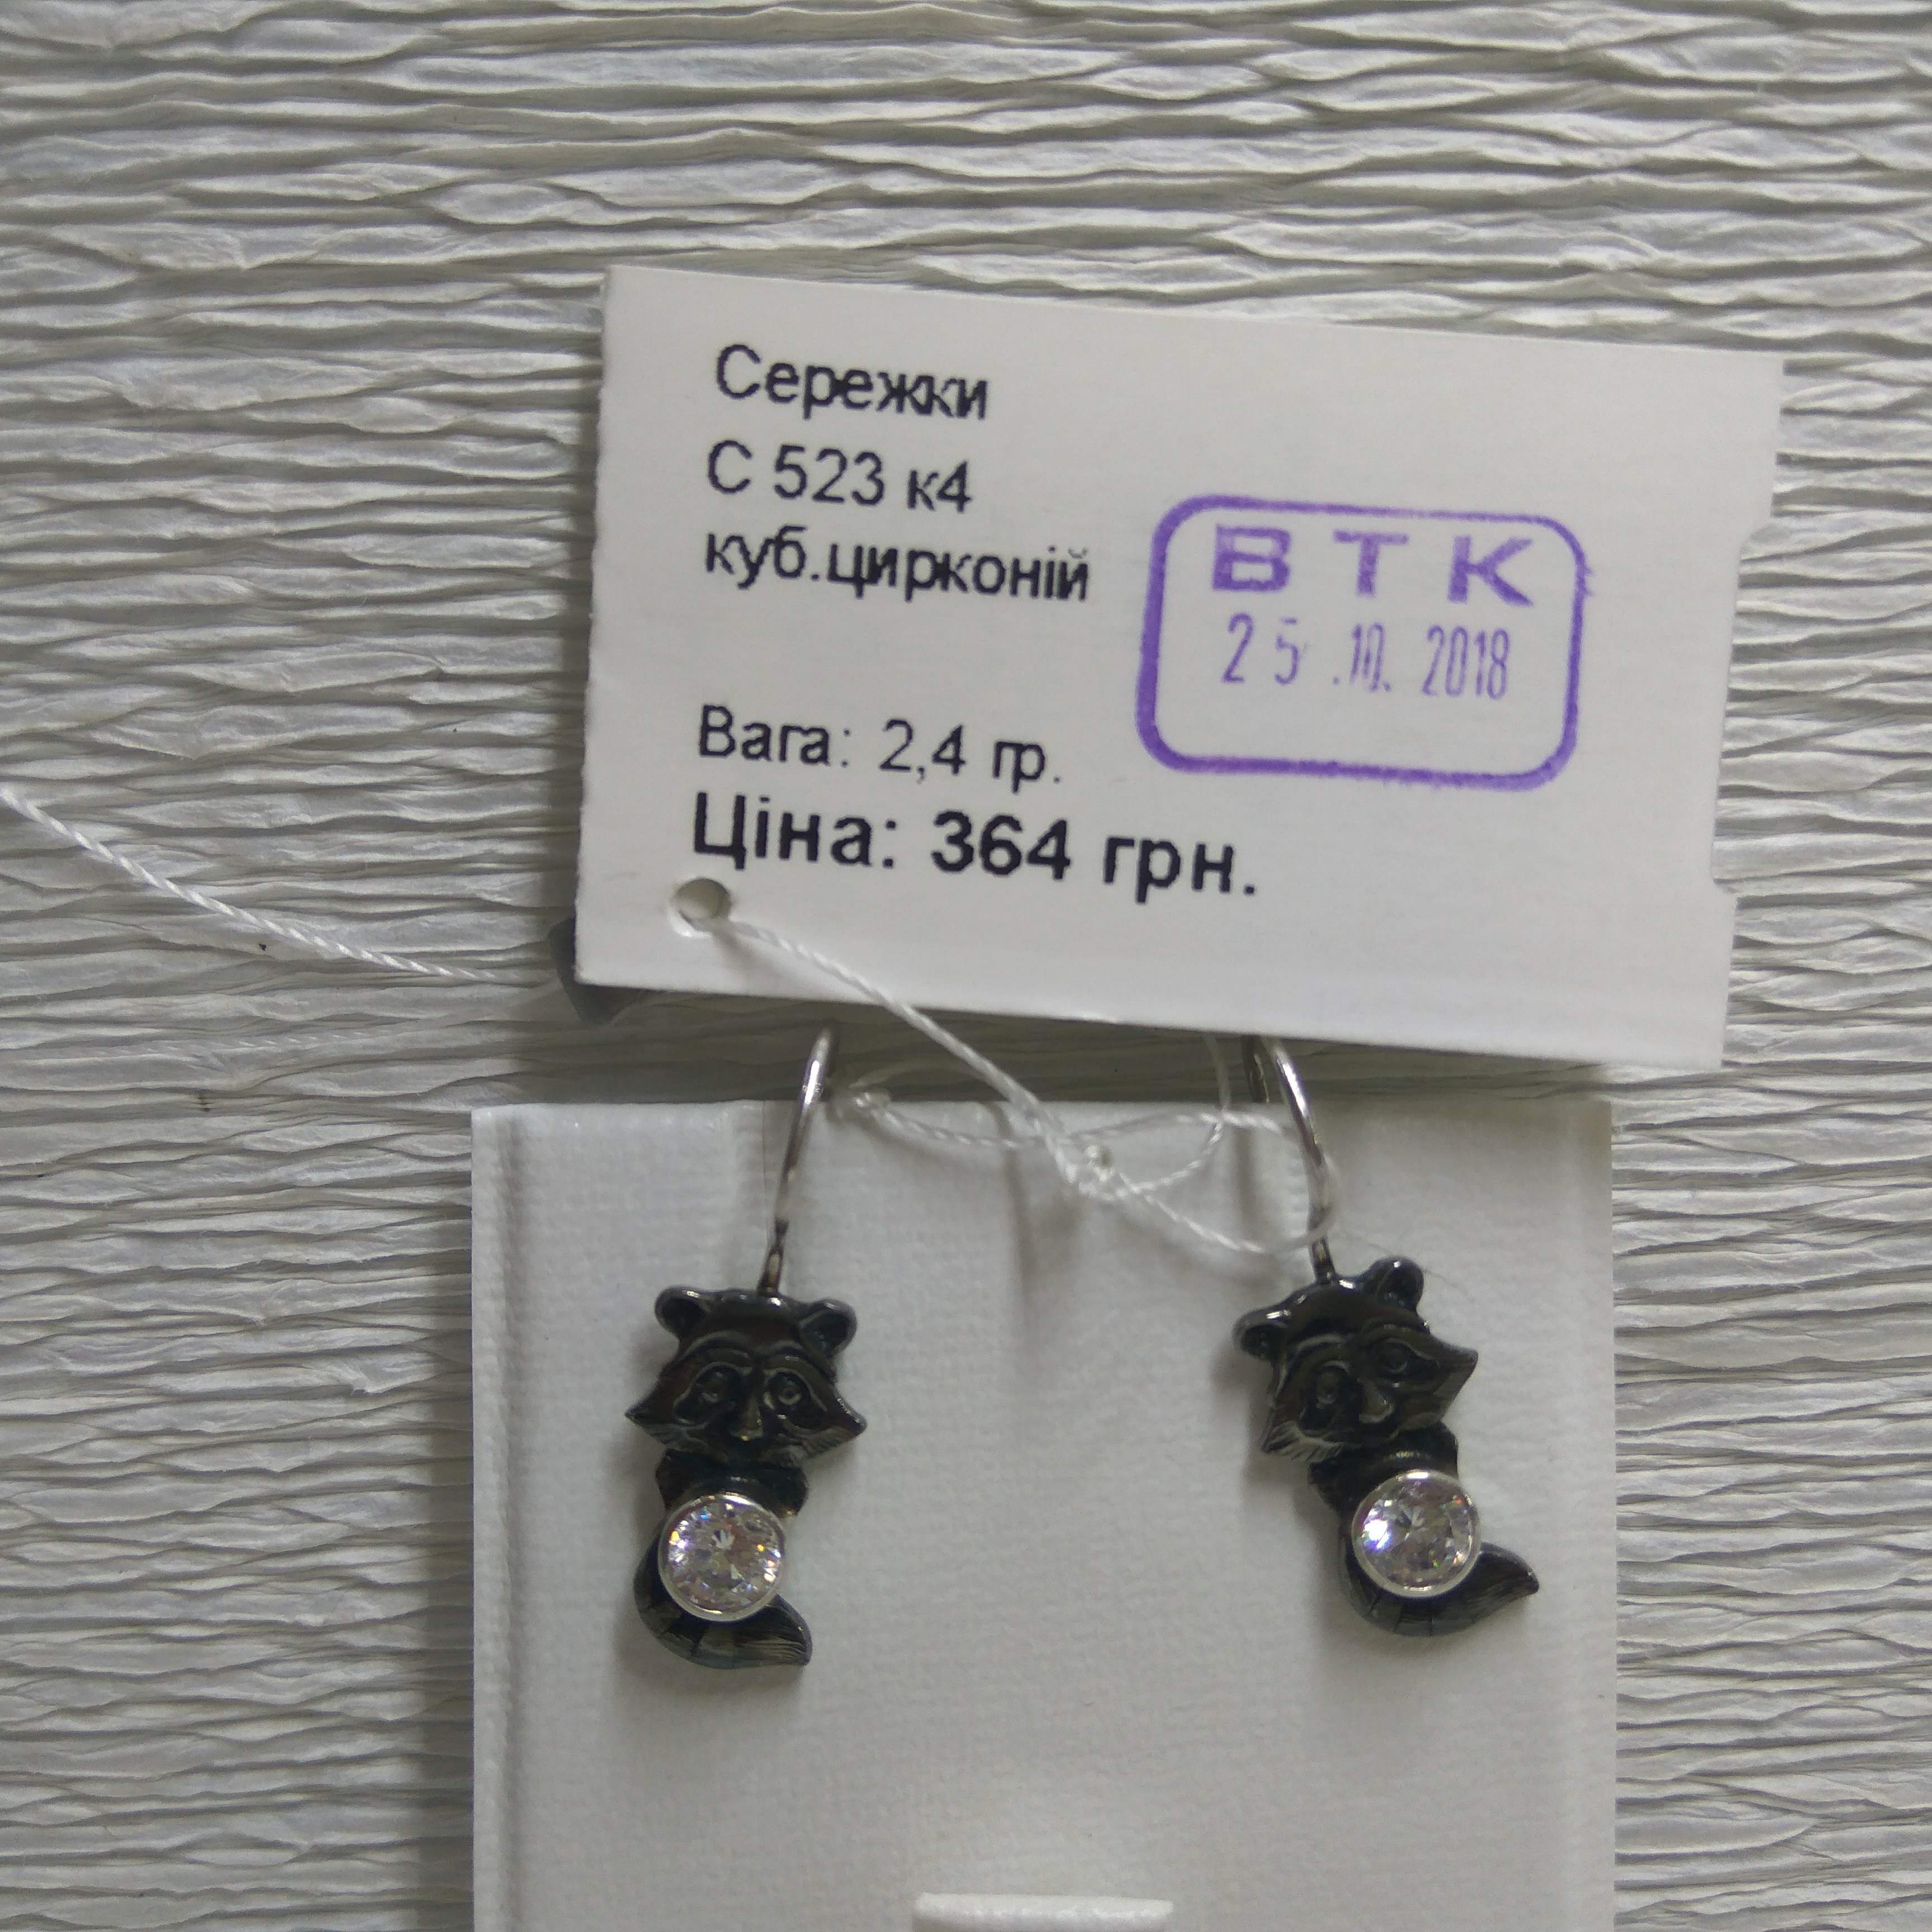 Сережки
С 523 к4
куб.цирконій
ВТК
25.10.2018
Вага: 2,4 гр.
Ціна: 364 грн.